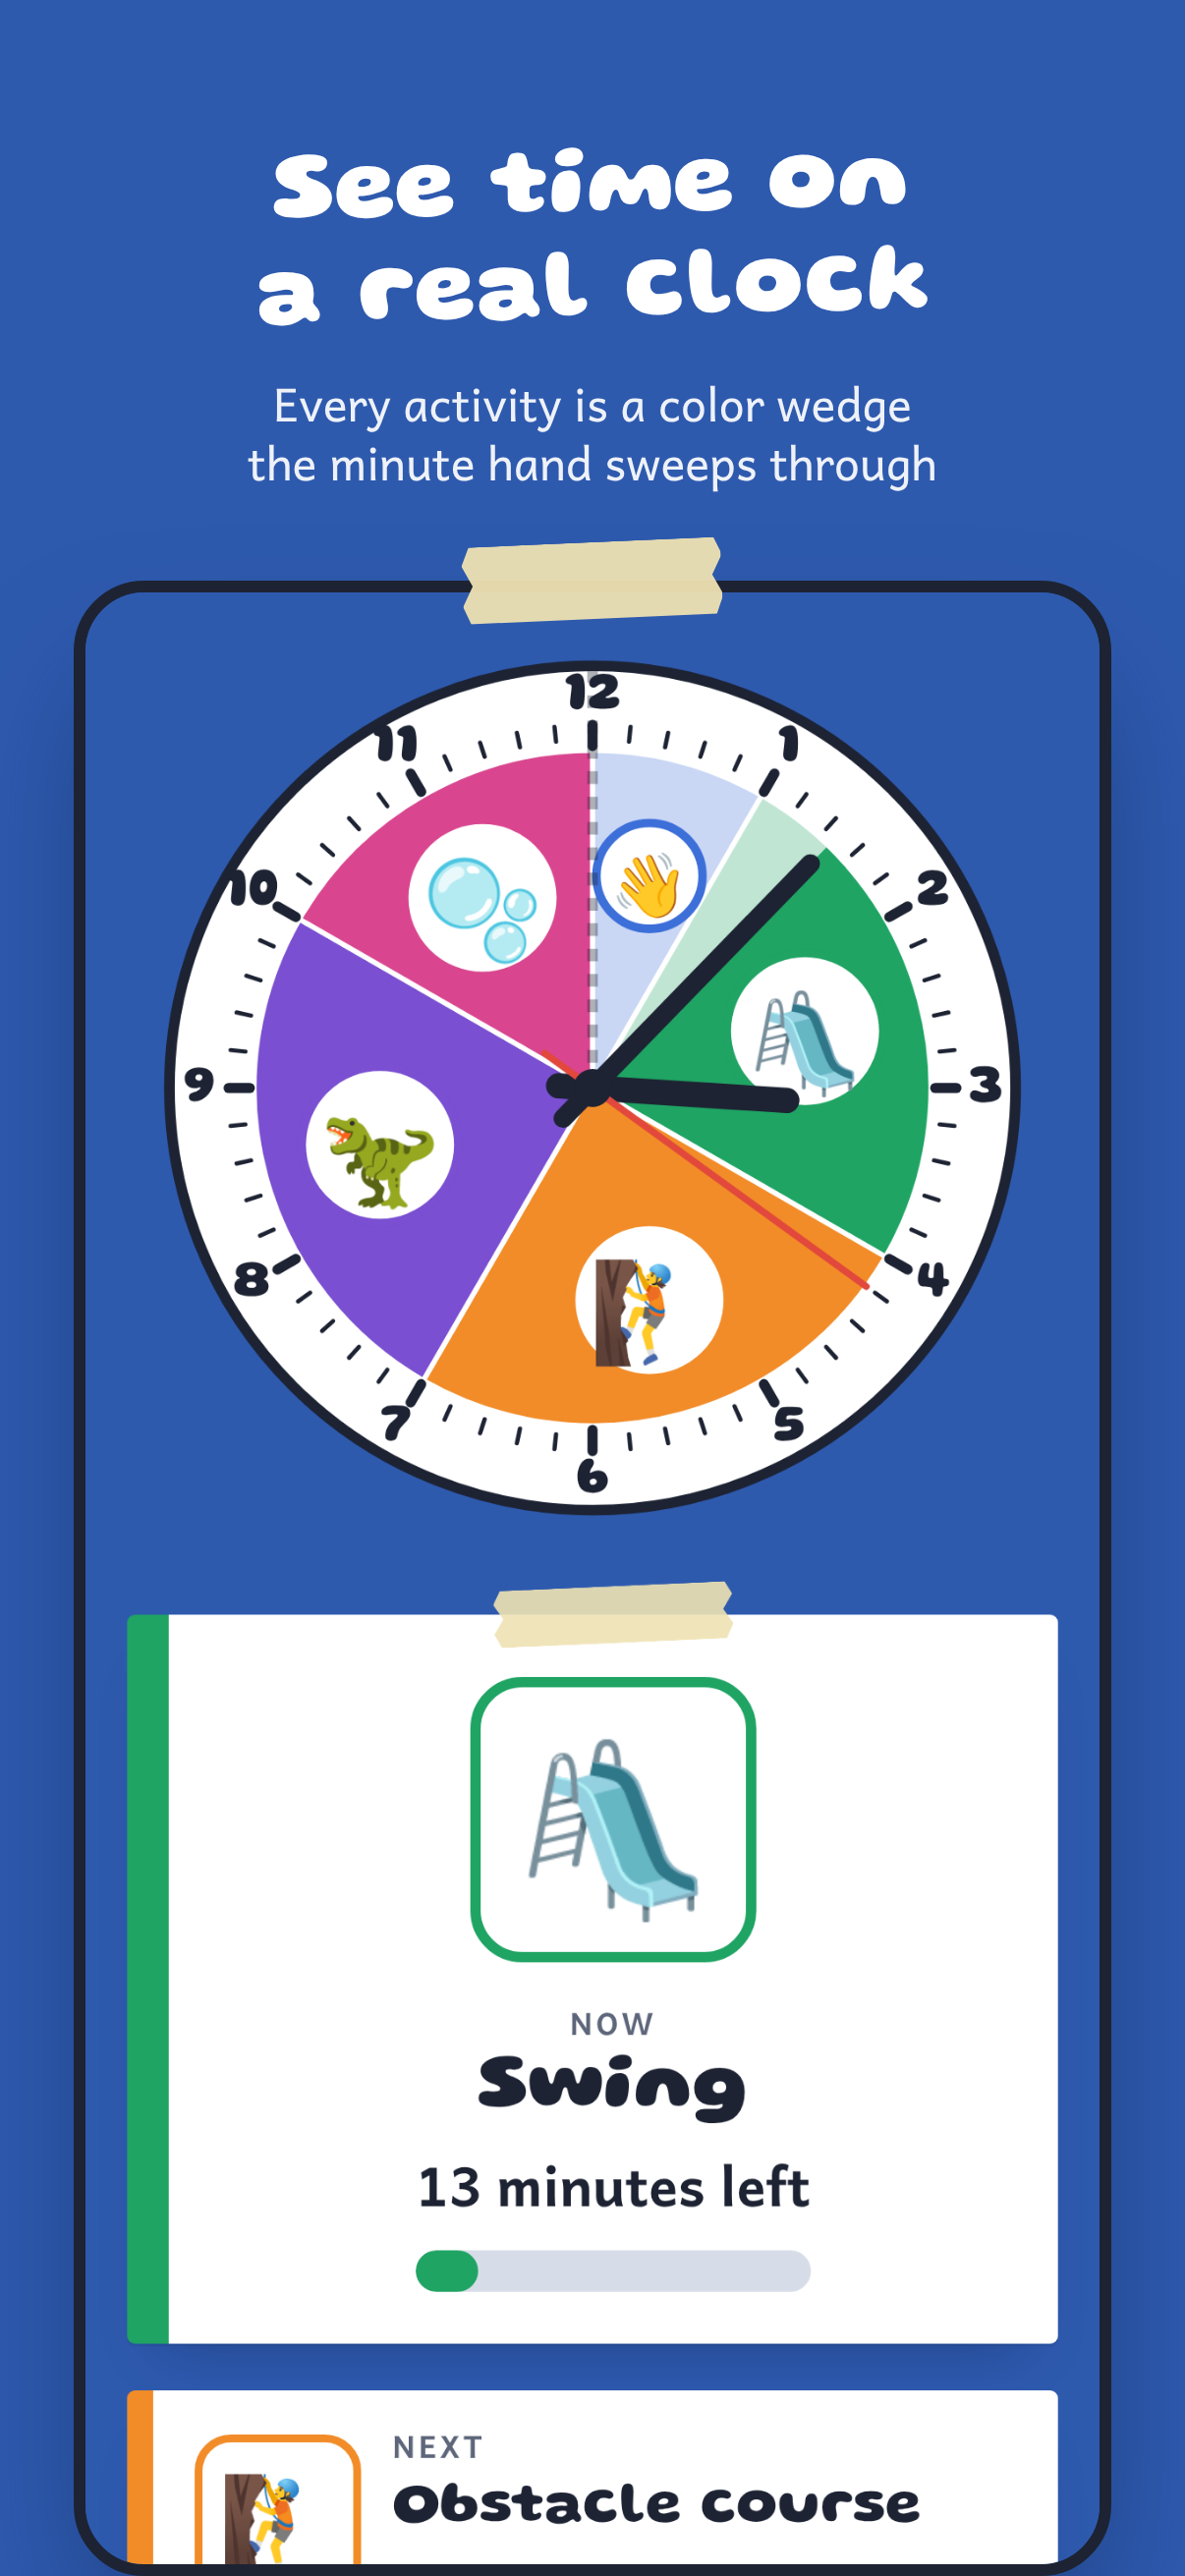 See time on
a real clock
Every activity is a color wedge
the minute hand sweeps through
12
11
1
10
2
9
3
8
4
7
5
6
NOW
Swing
13 minutes left
NEXT
Obstacle course